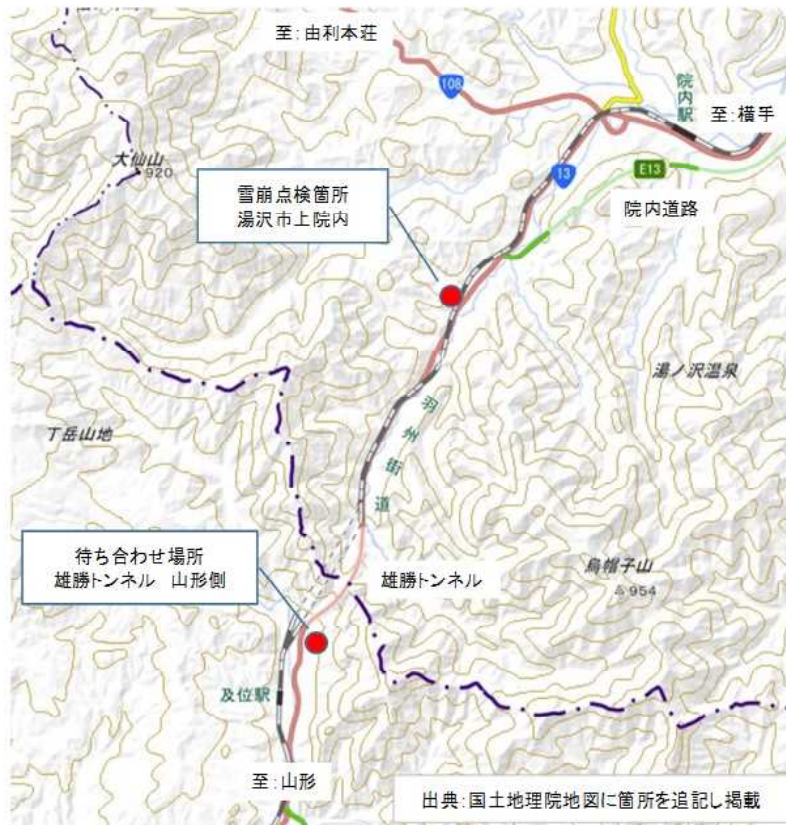 至:由利本荘
108
院内駅
至:横手
大仙山
920
13
E13
雪崩点検箇所
湯沢市上院内
院内道路
湯ノ沢温泉
丁岳山地
羽州街道
待ち合わせ場所
雄勝トンネル 山形側
雄勝トンネル
烏帽子山
954
及位駅
至:山形
出典:国土地理院地図に箇所を追記し掲載